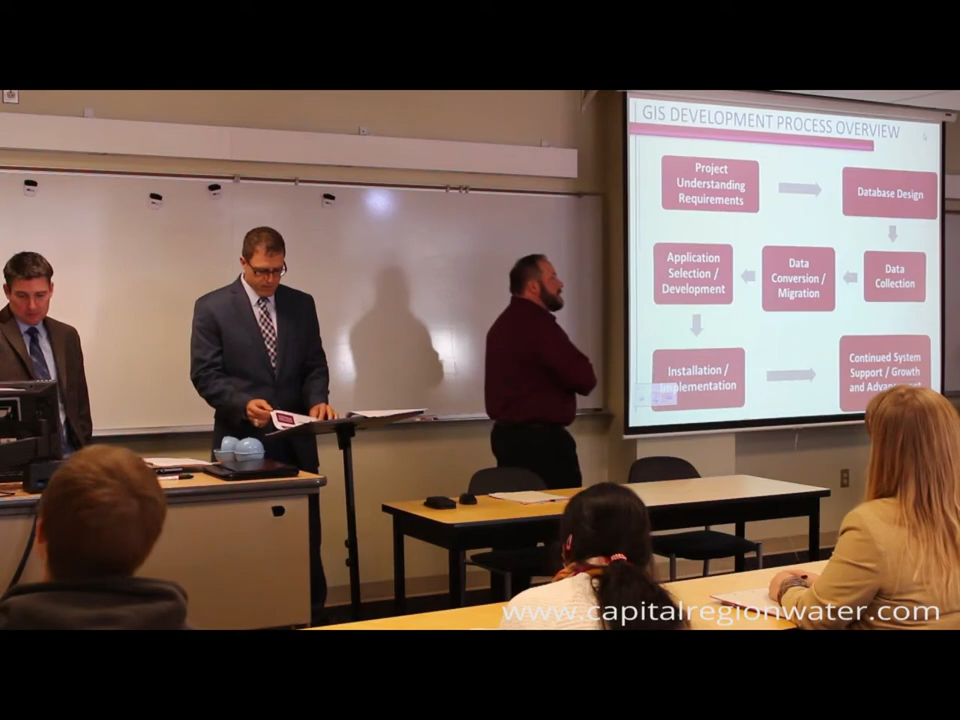 GIS DEVELOPMENT PROCESS OVERVIEW
Project
Understanding
Requirements
Database Design
Application
Selection /
Development
Data
Conversion /
Migration
Data
Collection
Installation /
Implementation
Continued System
Support / Growth
and
www.capitalregionwater.com